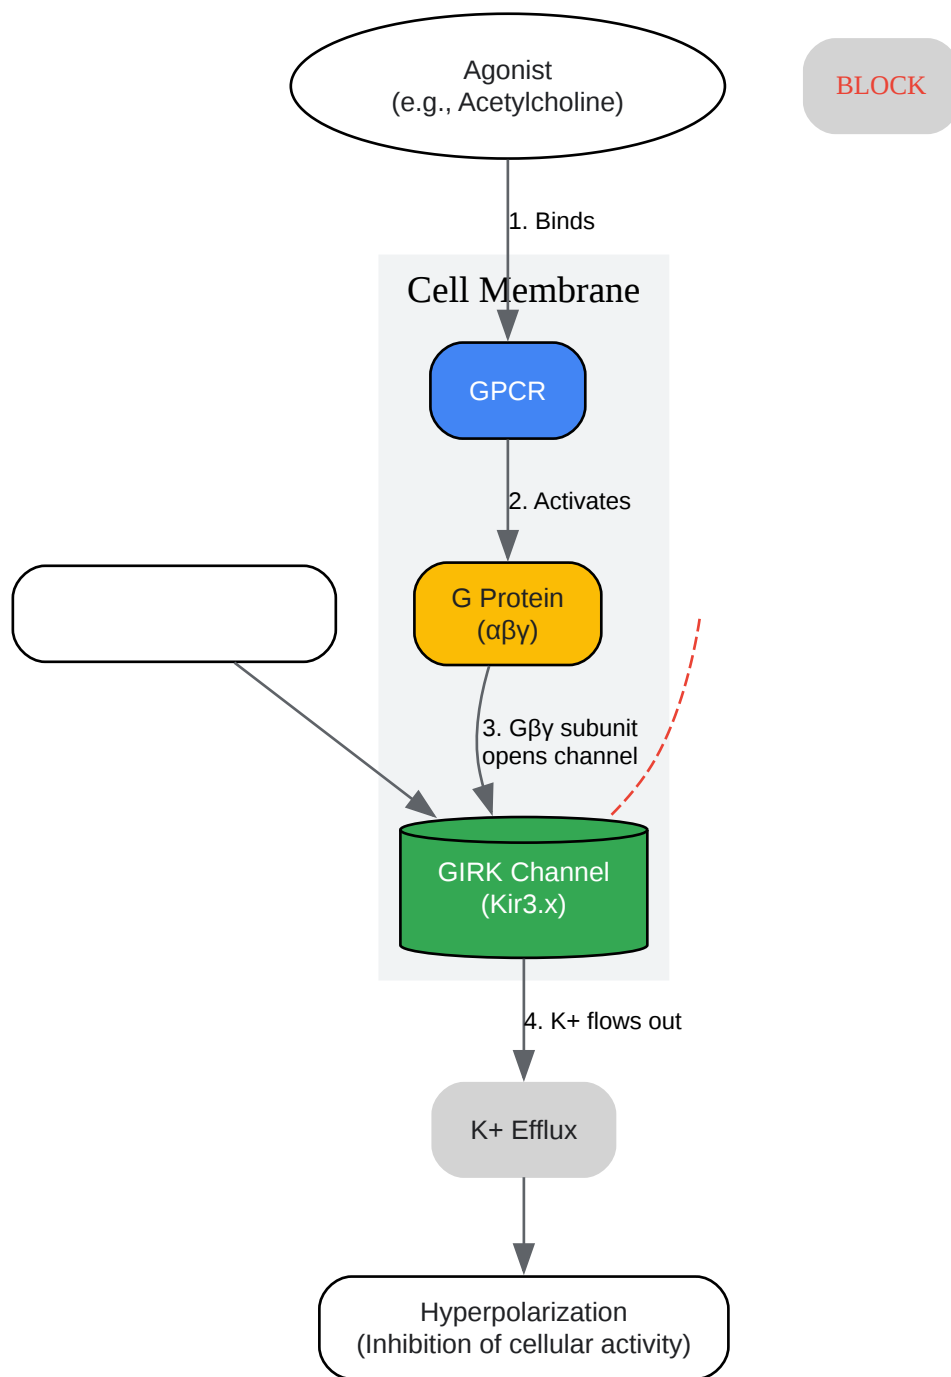 Agonist
(e.g., Acetylcholine)
BLOCK
1. Binds
Cell Membrane
GPCR
2. Activates
G Protein
(αβγ)
3. Gβγ subunit
opens channel
GIRK Channel
(Kir3.x)
4. K+ flows out
K+ Efflux
Hyperpolarization
(Inhibition of cellular activity)